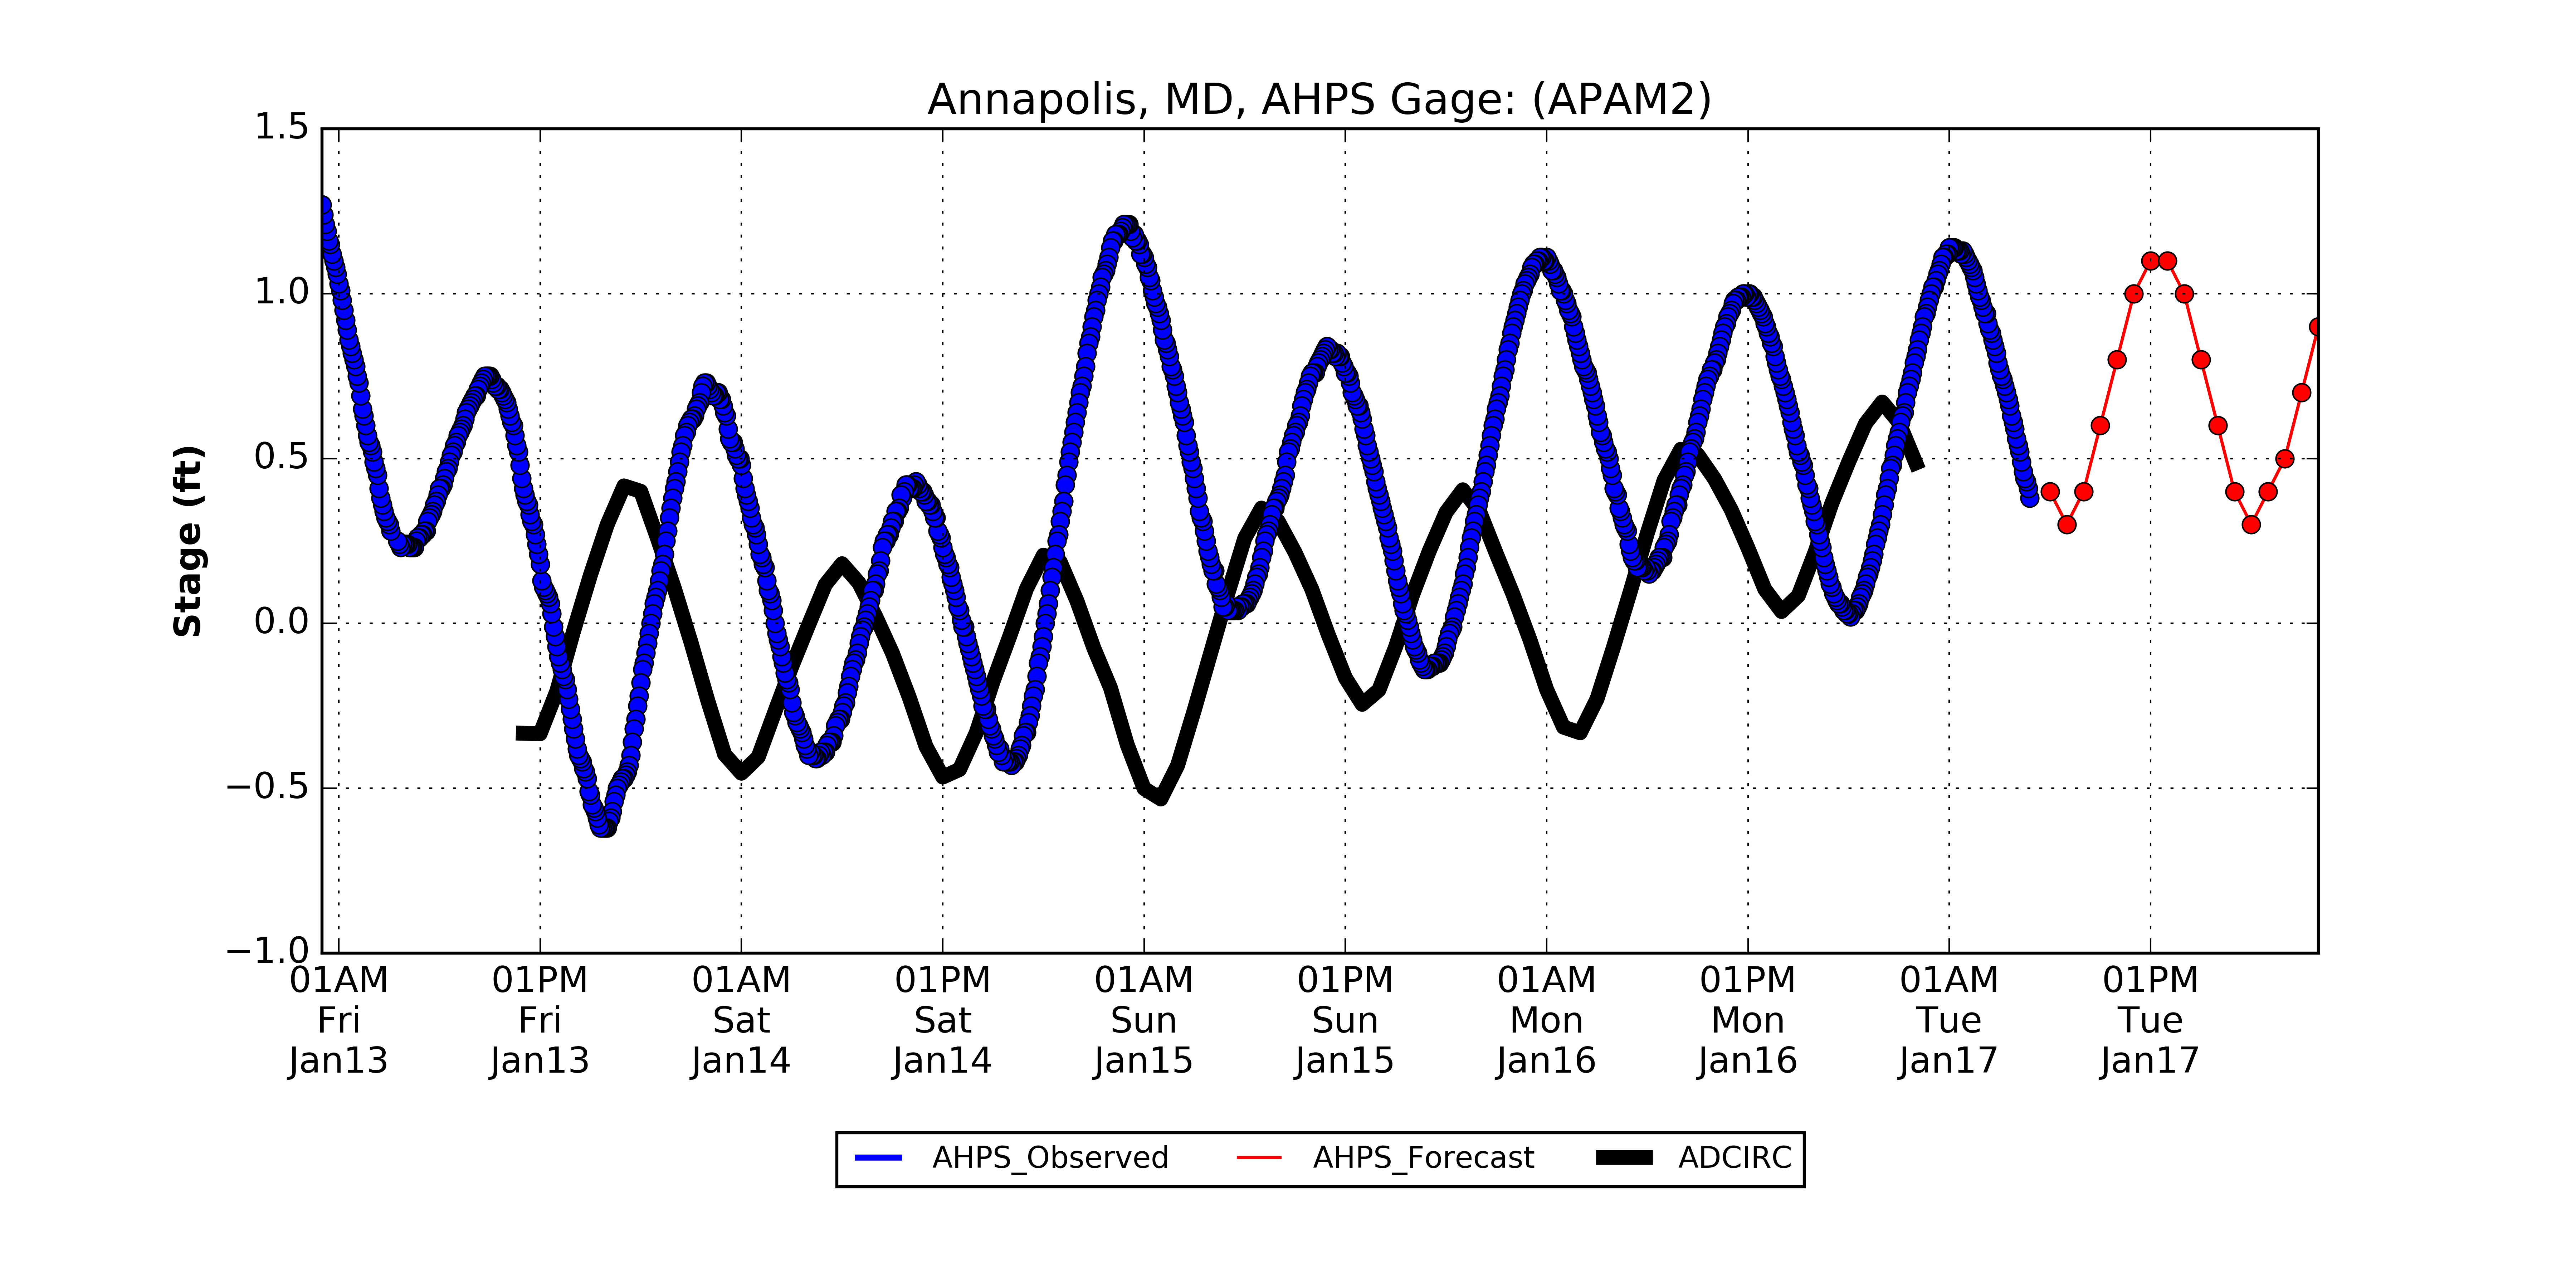 Annapolis, MD, AHPS Gage: (APAM2)
Stage (ft)
1.5
1.0
0.5
0.0
−0.5
−1.0
01AM 01PM 01AM 01PM 01AM 01PM 01AM 01PM 01AM 01PM
Fri Fri Sat Sat Sun Sun Mon Mon Tue Tue
Jan13 Jan13 Jan14 Jan14 Jan15 Jan15 Jan16 Jan16 Jan17 Jan17
AHPS_Observed AHPS_Forecast ADCIRC